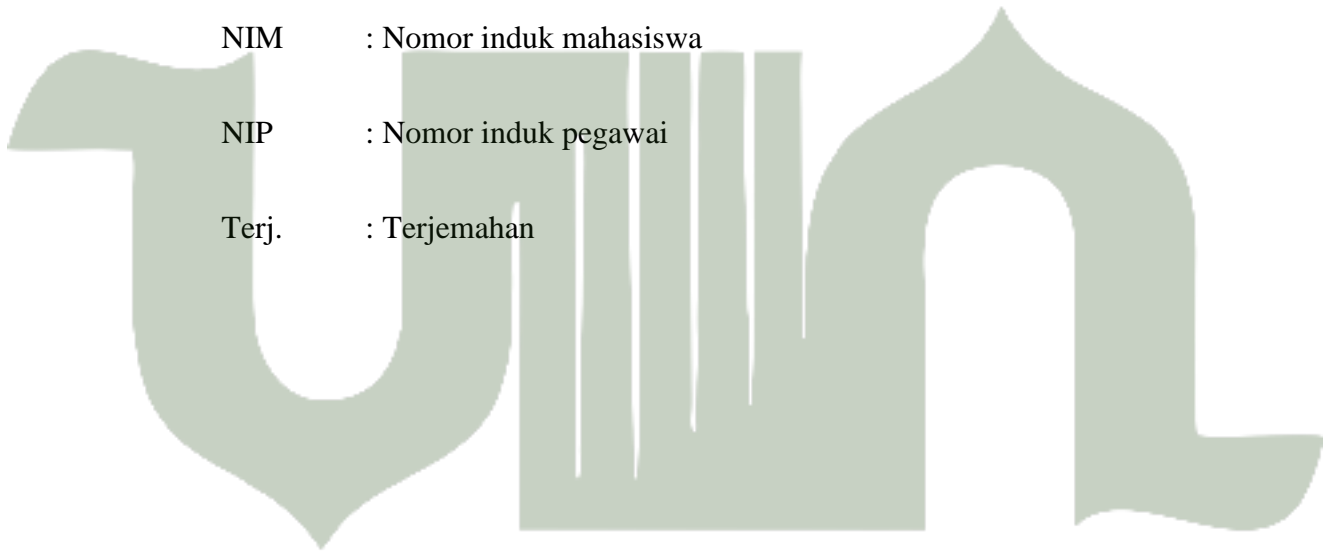 NIM : Nomor induk mahasiswa
NIP : Nomor induk pegawai
Terj. : Terjemahan